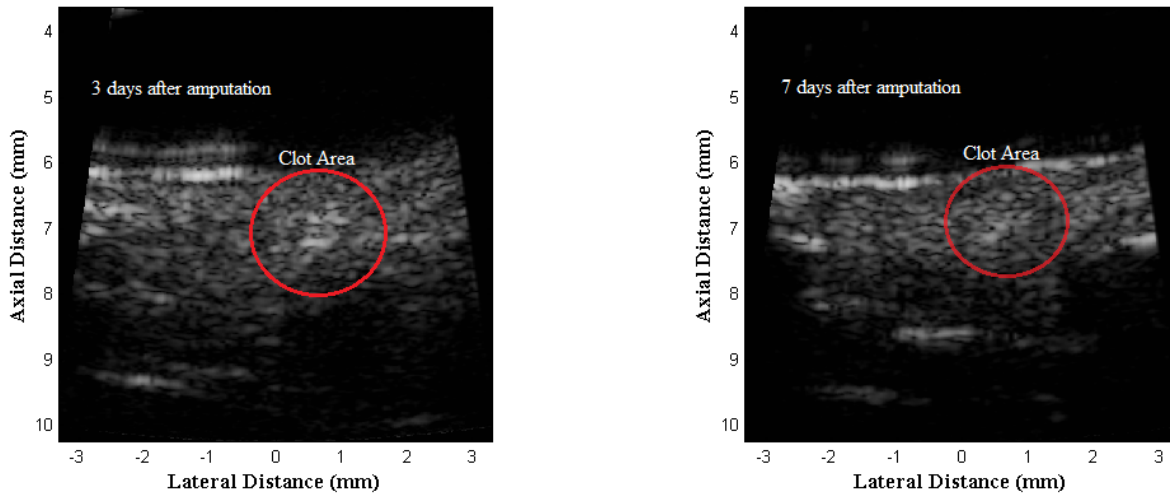 4
3 days after amputation
5
Clot Area
6
7
8
9
10
Axial Distance (mm)
-3 -2 -1 0 1 2 3
Lateral Distance (mm)
4
7 days after amputation
5
Clot Area
6
7
8
9
10
Axial Distance (mm)
-3 -2 -1 0 1 2 3
Lateral Distance (mm)